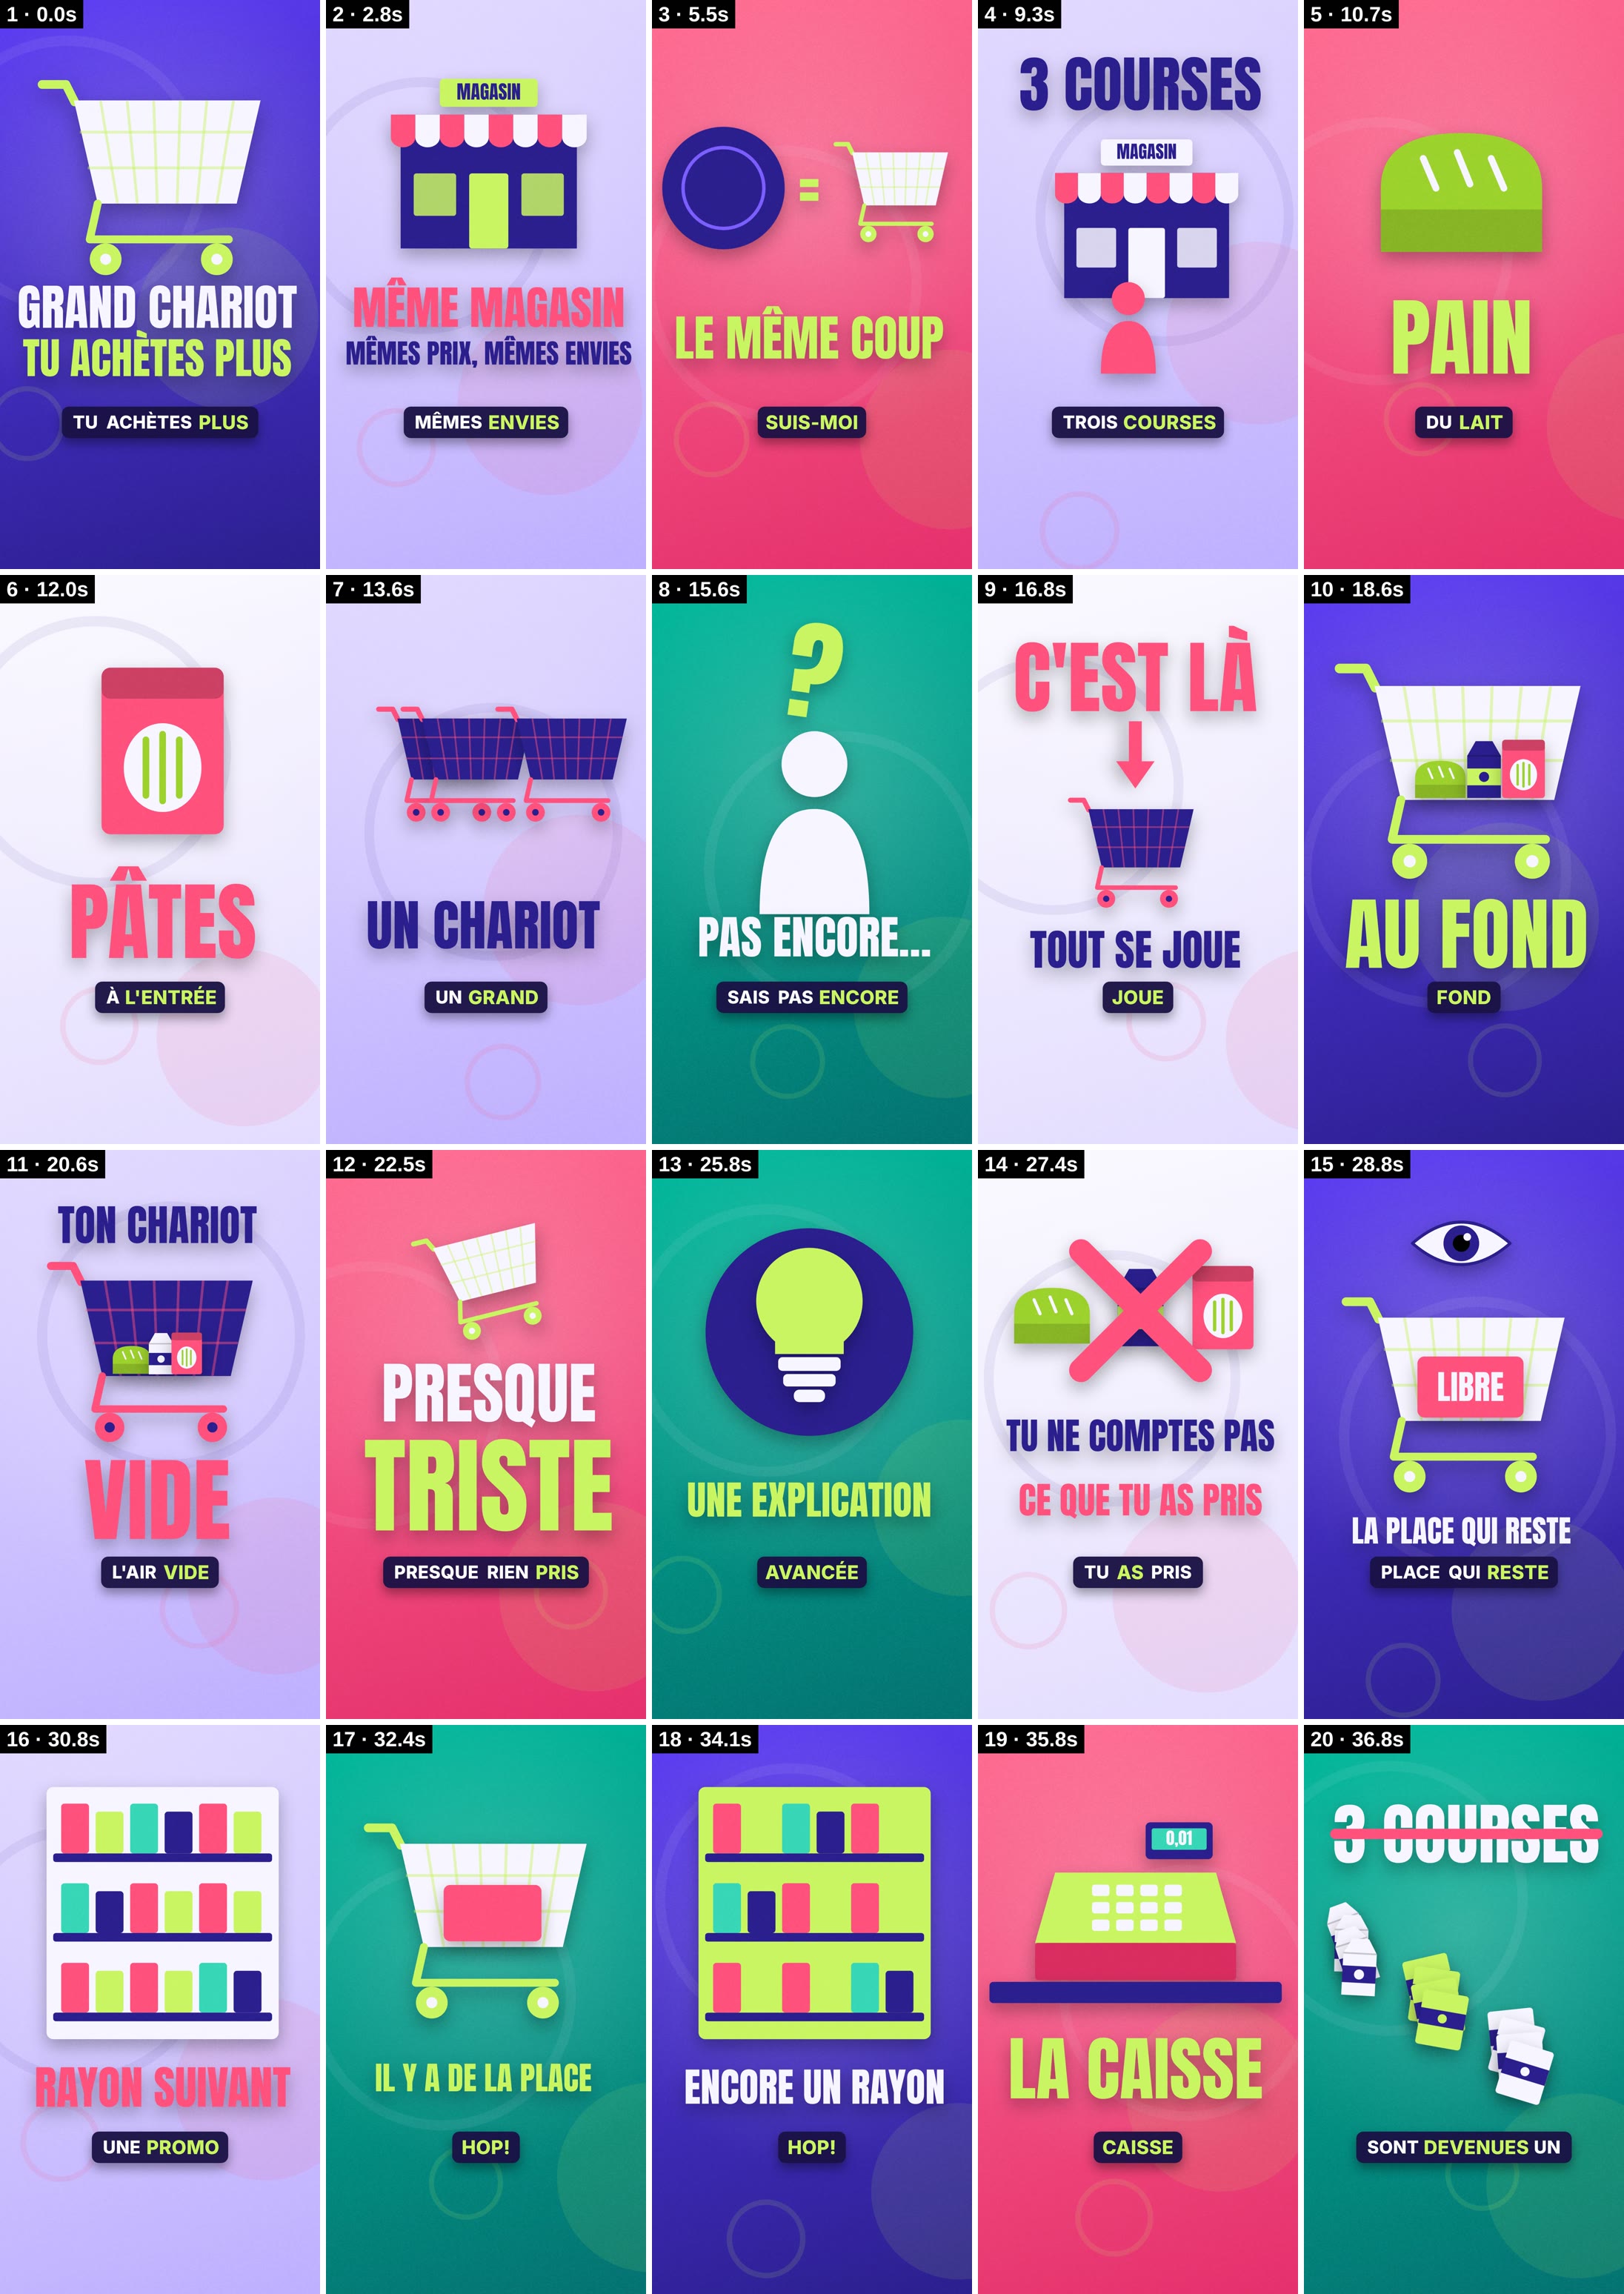 1 · 0.0s
GRAND CHARIOT
TU ACHÈTES PLUS
TU ACHÈTES PLUS
2 · 2.8s
MAGASIN
MÊME MAGASIN
MÊMES PRIX, MÊMES ENVIES
MÊMES ENVIES
3 · 5.5s
=
LE MÊME COUP
SUIS-MOI
4 · 9.3s
3 COURSES
MAGASIN
TROIS COURSES
5 · 10.7s
PAIN
DU LAIT
6 · 12.0s
PÂTES
À L'ENTRÉE
7 · 13.6s
UN CHARIOT
UN GRAND
8 · 15.6s
?
PAS ENCORE...
SAIS PAS ENCORE
9 · 16.8s
C'EST LÀ
TOUT SE JOUE
JOUE
10 · 18.6s
AU FOND
FOND
11 · 20.6s
TON CHARIOT
VIDE
L'AIR VIDE
12 · 22.5s
PRESQUE
TRISTE
PRESQUE RIEN PRIS
13 · 25.8s
UNE EXPLICATION
AVANCÉE
14 · 27.4s
TU NE COMPTES PAS
CE QUE TU AS PRIS
TU AS PRIS
15 · 28.8s
LIBRE
LA PLACE QUI RESTE
PLACE QUI RESTE
16 · 30.8s
RAYON SUIVANT
UNE PROMO
17 · 32.4s
IL Y A DE LA PLACE
HOP!
18 · 34.1s
ENCORE UN RAYON
HOP!
19 · 35.8s
0,01
LA CAISSE
CAISSE
20 · 36.8s
3 COURSES
SONT DEVENUES UN